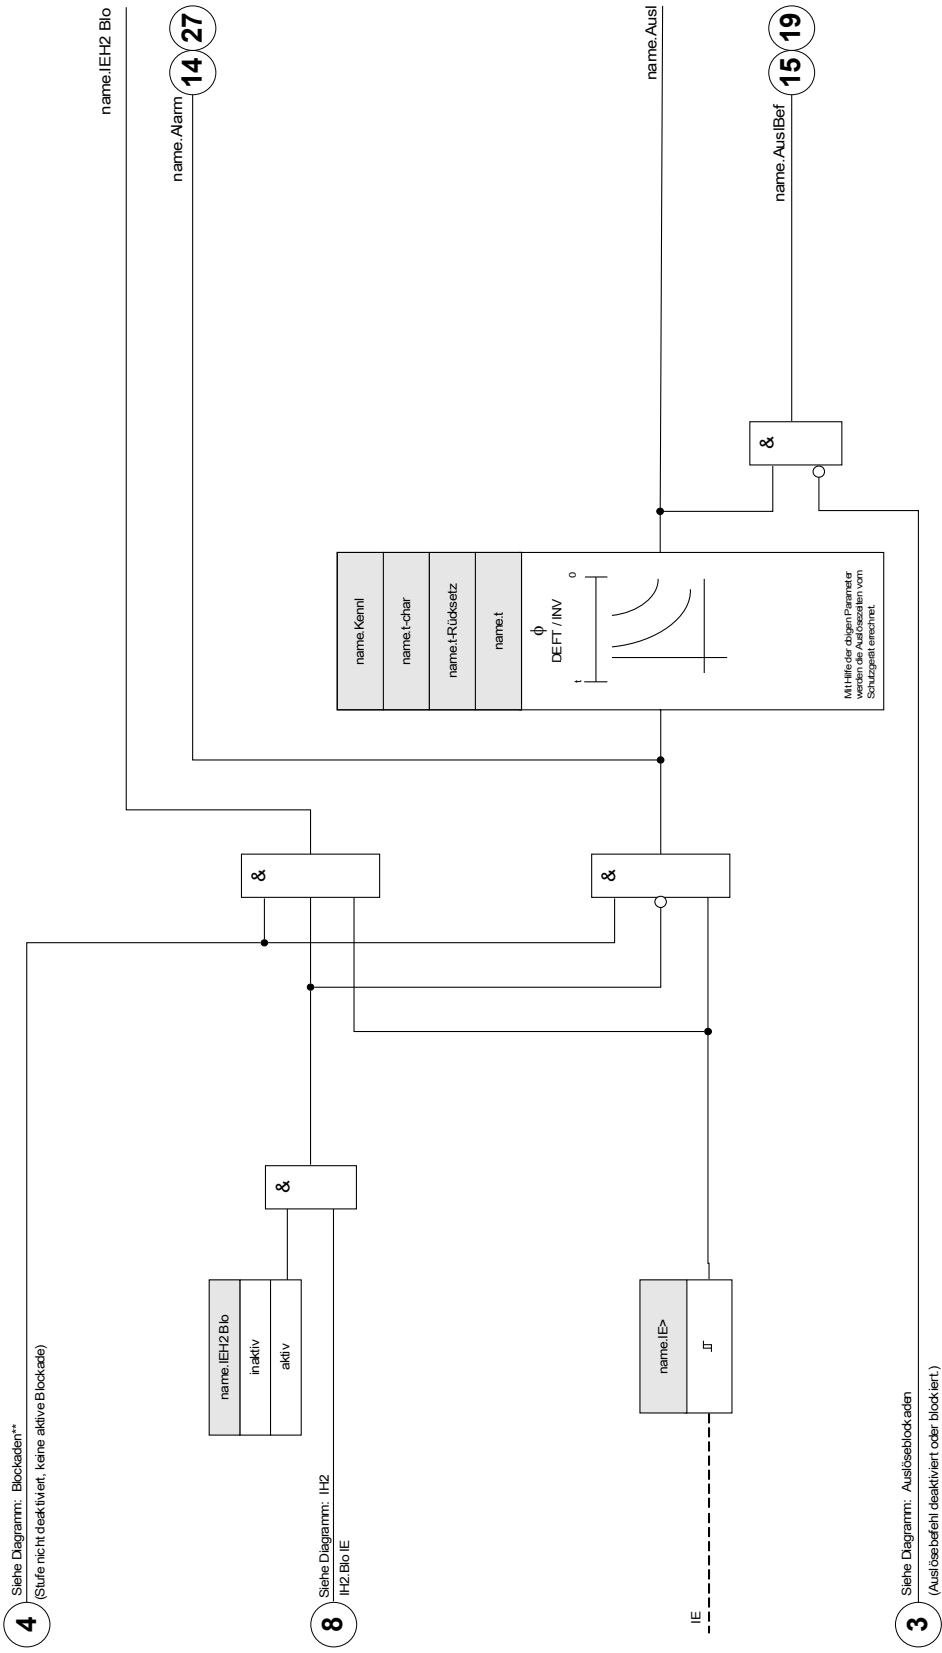 4
Siehe Diagramm: Blockaden**
(Stufe nicht deaktiviert, keine aktive Blockade)
8
Siehe Diagramm: IH2
IH2.Blo IE
name.IEH2 Blo
inaktiv
aktiv
&
IE
name.IE>
3
Siehe Diagramm: Auslöseblockaden
(Auslösebefehl deaktiviert oder blockiert.)
&
&
name.Kennl
name.t-char
name.t-Rücksetz
name.t
ϕ
DEFT / INV
t
0
Mit Hilfe der obigen Parameter
werden die Auslösezeiten vom
Schutzgerät errechnet.
&
name.IEH2 Blo
name.Alarm
14
27
name.Ausl
name.AuslBef
15
19